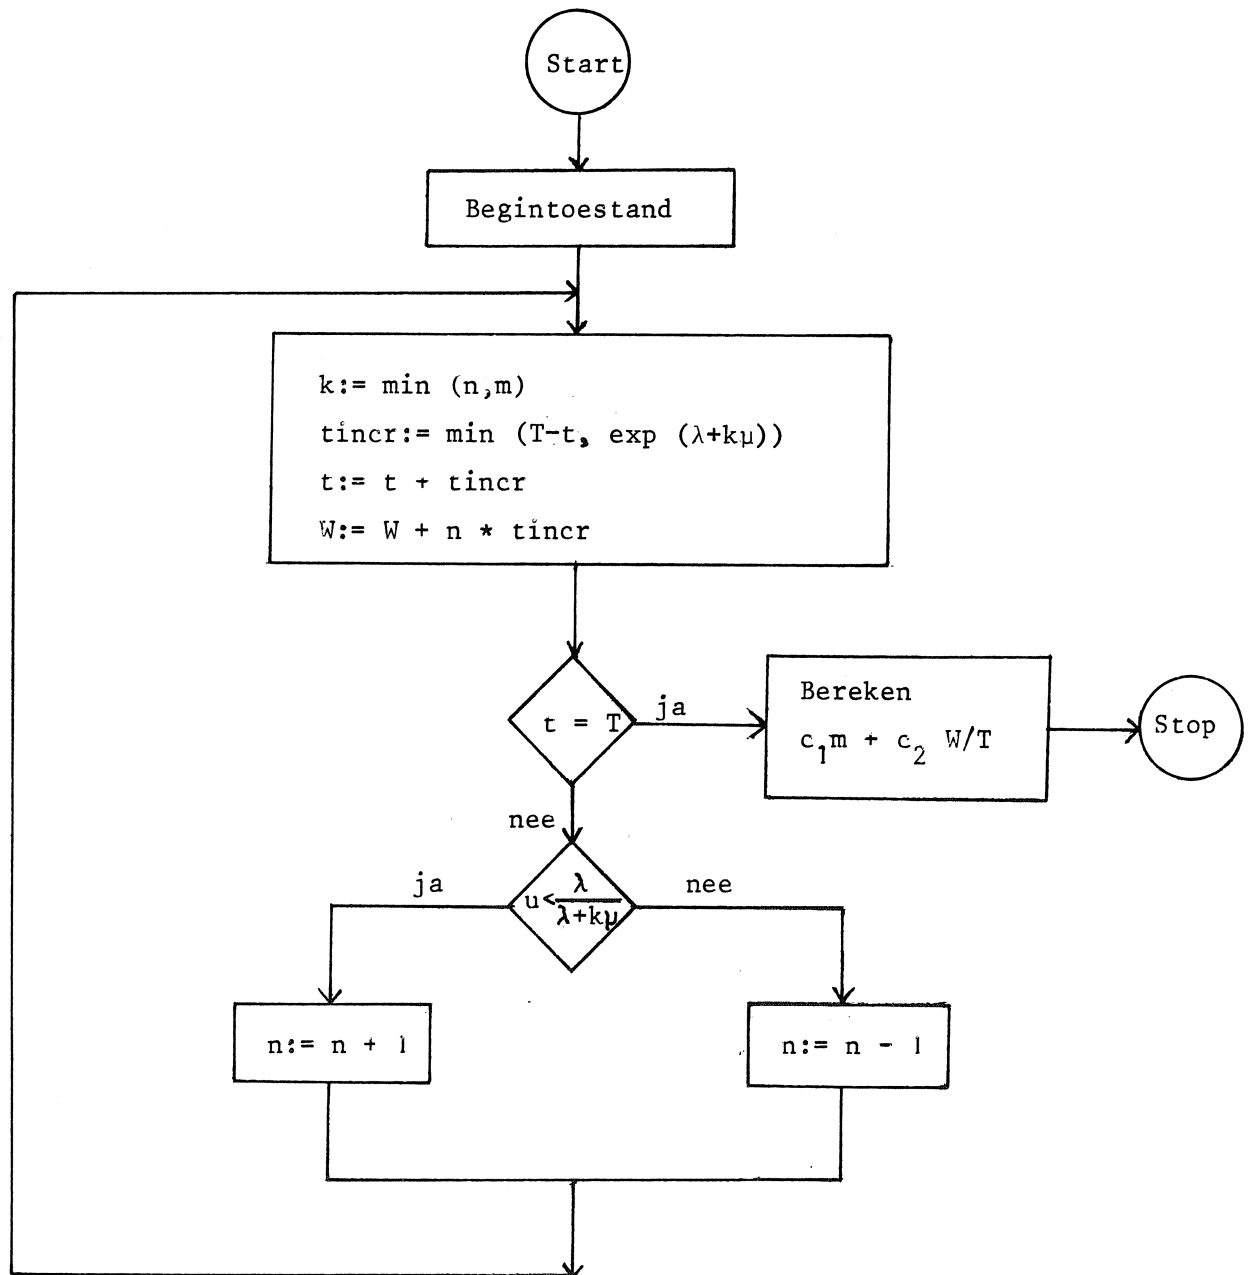 Start
Begintoestand
k:= min (n,m)
tincr:= min (T-t, exp (λ+kμ))
t:= t + tincr
W:= W + n * tincr
t = T
ja
Bereken
c₁m + c₂ W/T
Stop
nee
u< λ/λ+kμ
ja
nee
n:= n + 1
n:= n - 1